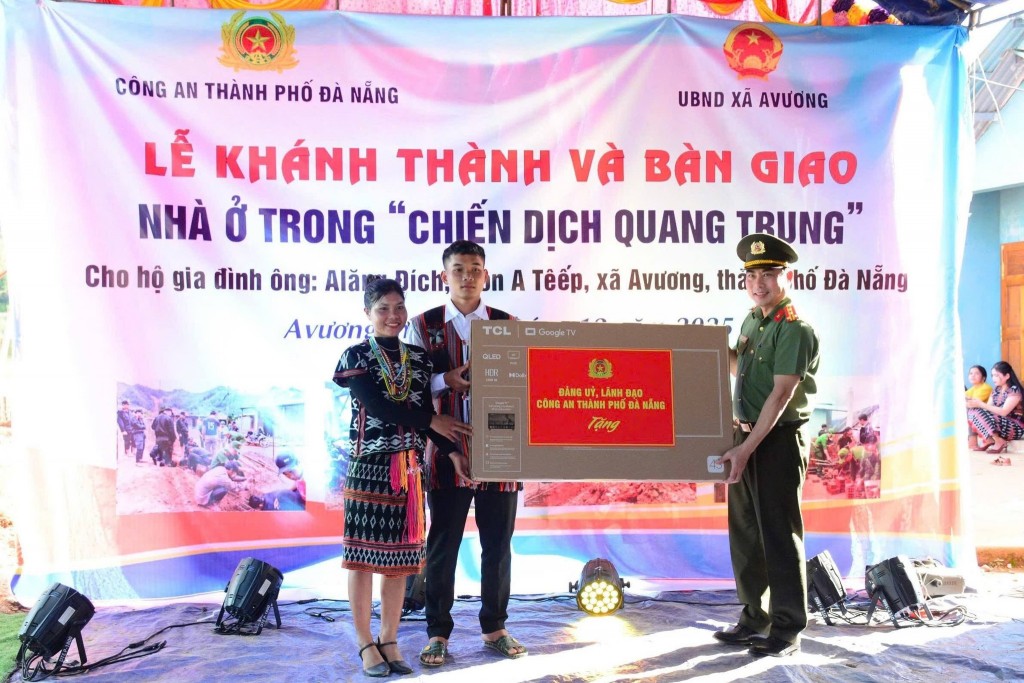 CÔNG AN THÀNH PHỐ ĐÀ NẴNG
UBND XÃ AVƯƠNG
LỄ KHÁNH THÀNH VÀ BÀN GIAO
NHÀ Ở TRONG “CHIẾN DỊCH QUANG TRUNG”
Cho hộ gia đình ông: Alăng Đích, A Têếp, xã Avương, phố Đà Nẵng
Avương, 2025
TCL Google TV
QLED
HDR
ĐẢNG UỶ, LÃNH ĐẠO
CÔNG AN THÀNH PHỐ ĐÀ NẴNG
Tặng